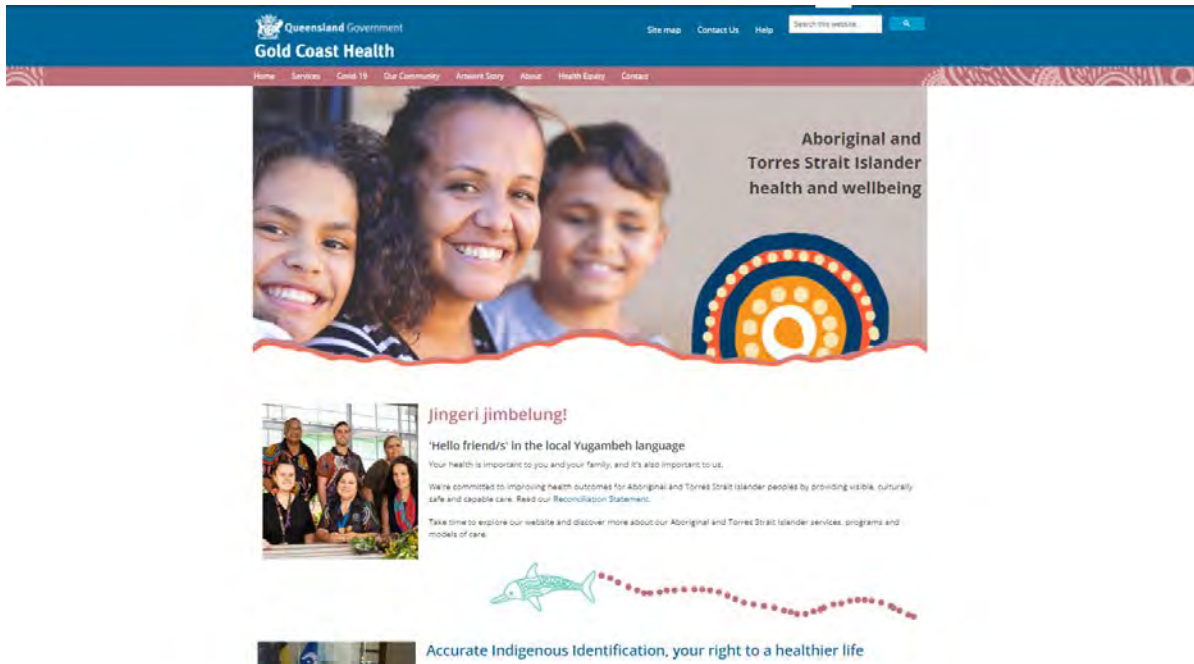 Queensland Government
Gold Coast Health
Site map Contact Us Help Search this website...
Home Services Covid-19 Our Community Artwork Story About Health Equity Contact
Aboriginal and
Torres Strait Islander
health and wellbeing
Jingeri jimbelung!
'Hello friend/s' in the local Yugambeh language
Your health is important to you and your family, and it's also important to us.
We're committed to improving health outcomes for Aboriginal and Torres Strait Islander peoples by providing visible, culturally
safe and capable care. Read our Reconciliation Statement.
Take time to explore our website and discover more about our Aboriginal and Torres Strait Islander services, programs and
models of care.
Accurate Indigenous Identification, your right to a healthier life